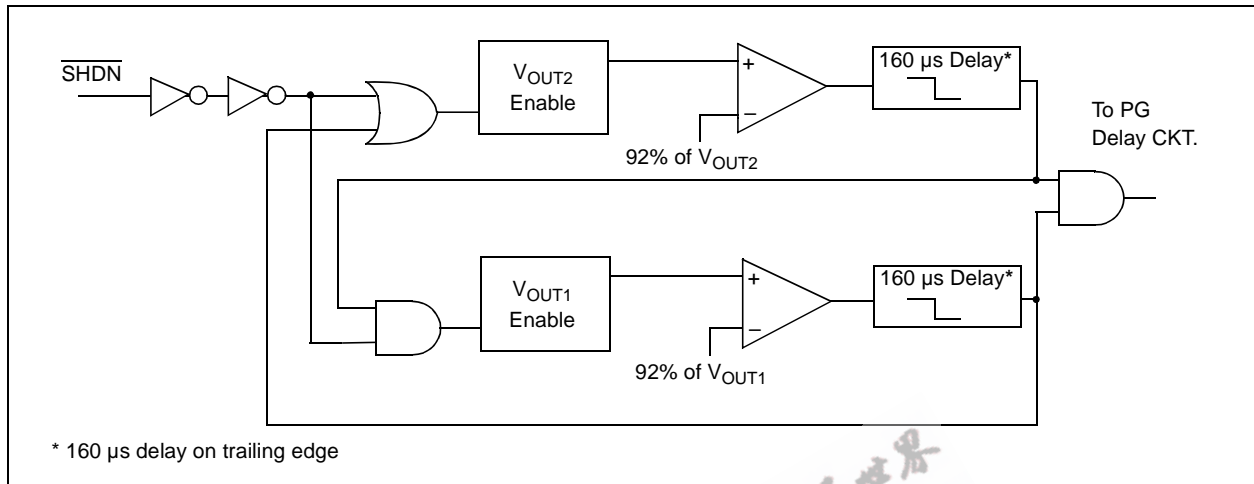 SHDN
V_OUT2
Enable
+
−
92% of V_OUT2
160 µs Delay*
To PG
Delay CKT.
V_OUT1
Enable
+
−
92% of V_OUT1
160 µs Delay*
* 160 µs delay on trailing edge